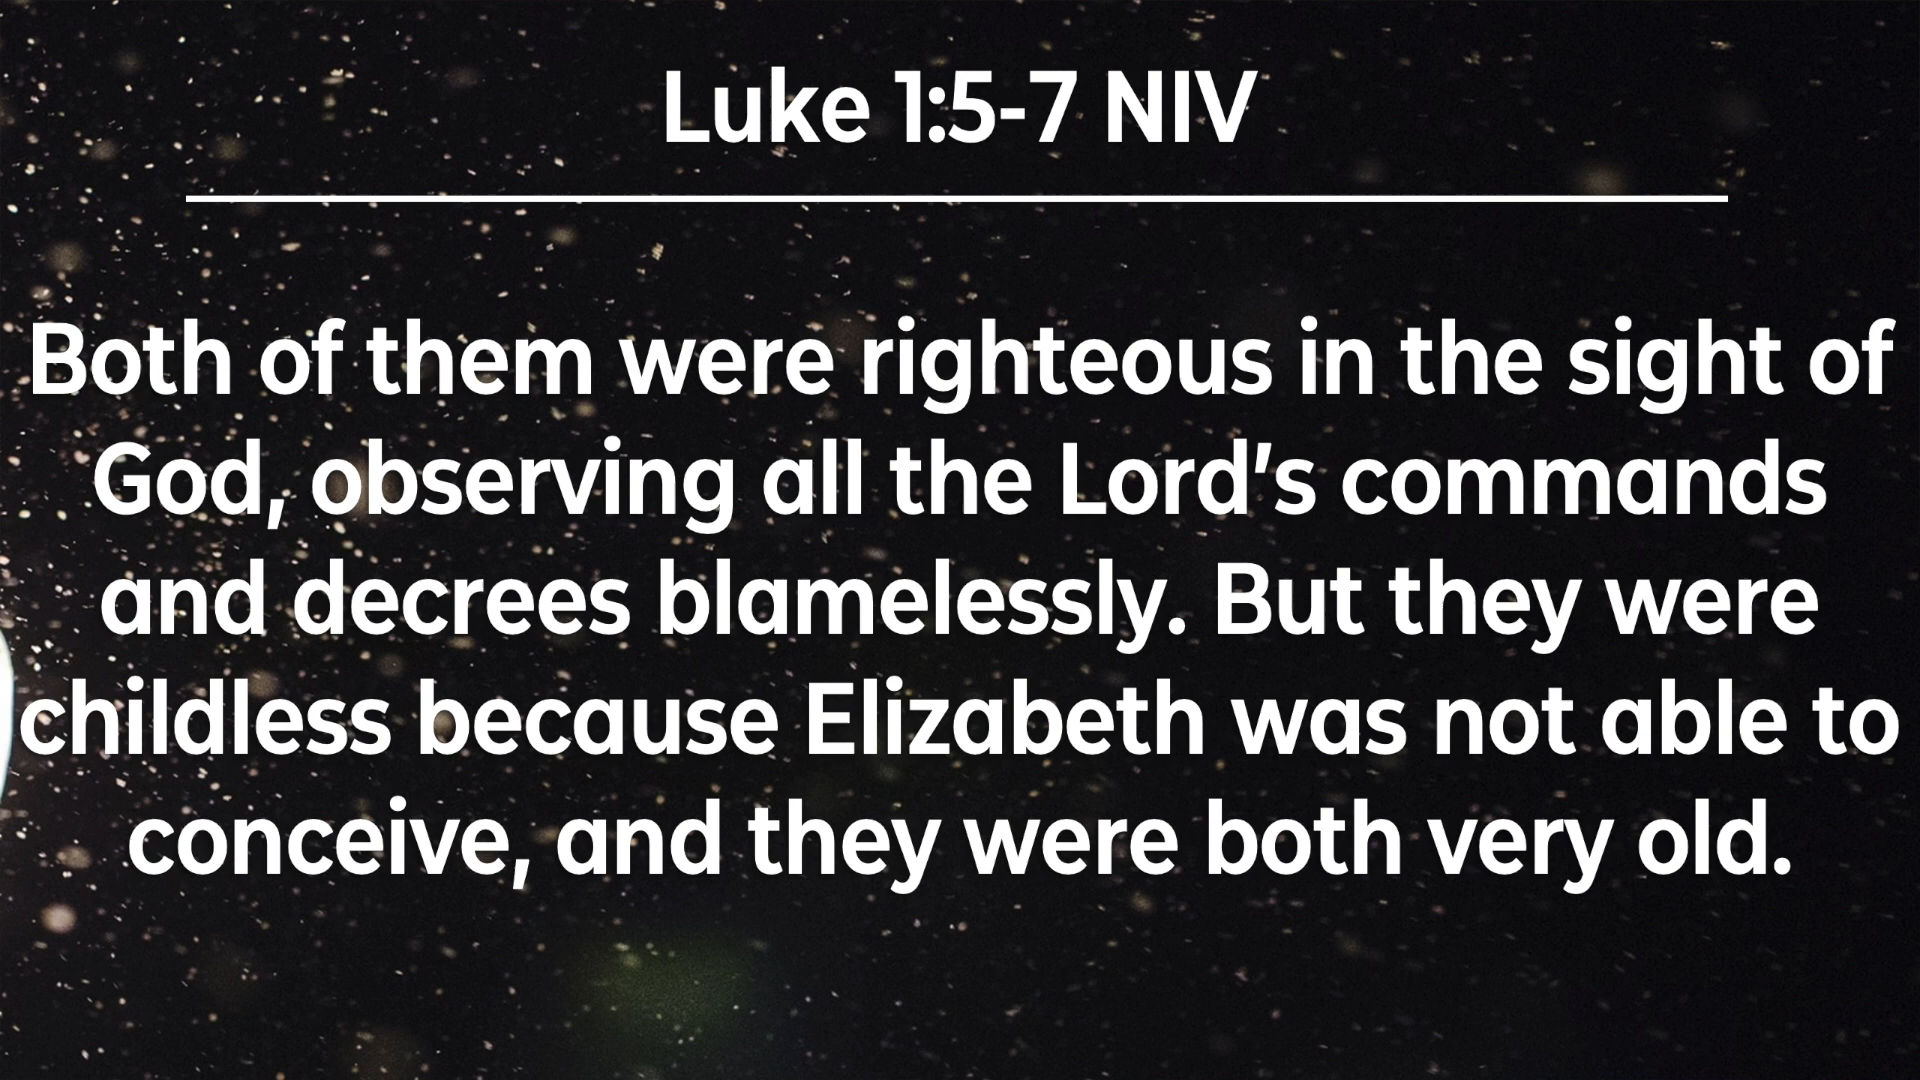 Luke 1:5-7 NIV
Both of them were righteous in the sight of
God, observing all the Lord's commands
and decrees blamelessly. But they were
childless because Elizabeth was not able to
conceive, and they were both very old.